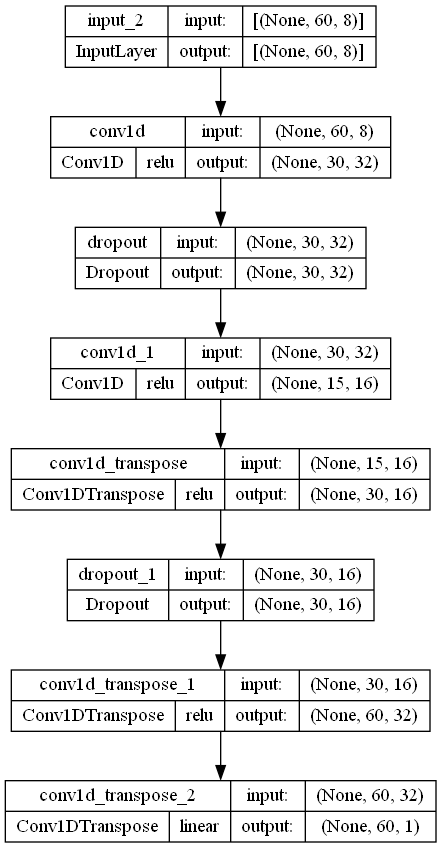 input_2 input: [(None, 60, 8)]
InputLayer output: [(None, 60, 8)]
conv1d input: (None, 60, 8)
Conv1D relu output: (None, 30, 32)
dropout input: (None, 30, 32)
Dropout output: (None, 30, 32)
conv1d_1 input: (None, 30, 32)
Conv1D relu output: (None, 15, 16)
conv1d_transpose input: (None, 15, 16)
Conv1DTranspose relu output: (None, 30, 16)
dropout_1 input: (None, 30, 16)
Dropout output: (None, 30, 16)
conv1d_transpose_1 input: (None, 30, 16)
Conv1DTranspose relu output: (None, 60, 32)
conv1d_transpose_2 input: (None, 60, 32)
Conv1DTranspose linear output: (None, 60, 1)